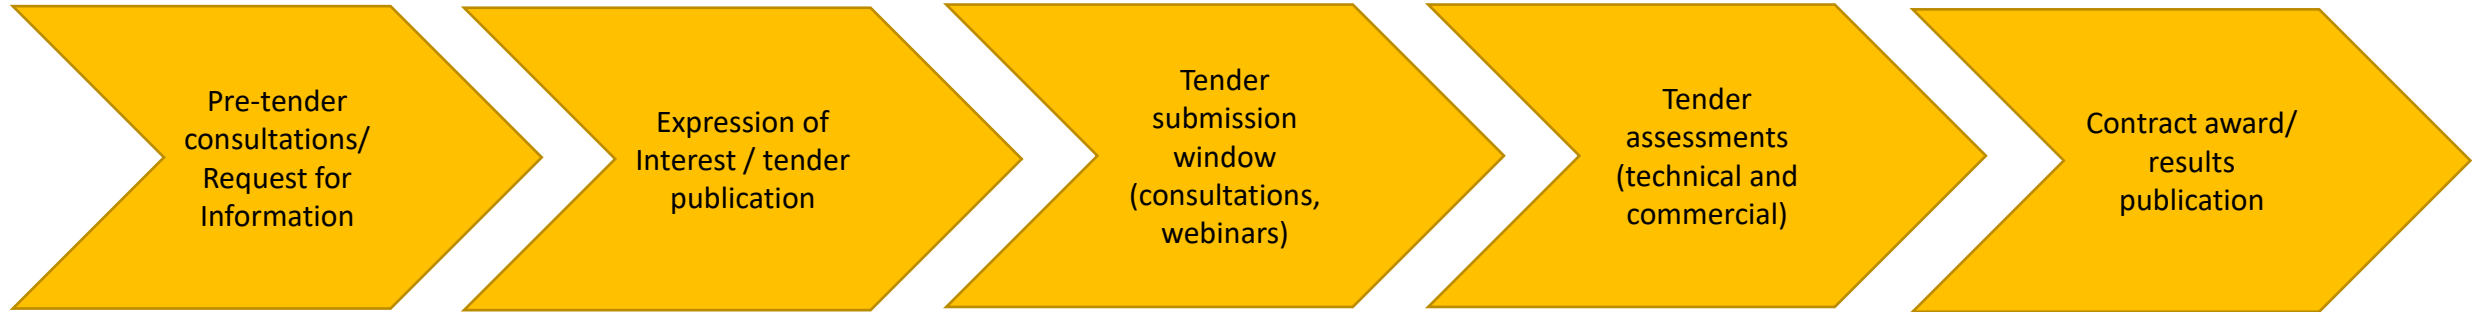 Pre-tender
consultations/
Request for
Information
Expression of
Interest / tender
publication
Tender
submission
window
(consultations,
webinars)
Tender
assessments
(technical and
commercial)
Contract award/
results
publication